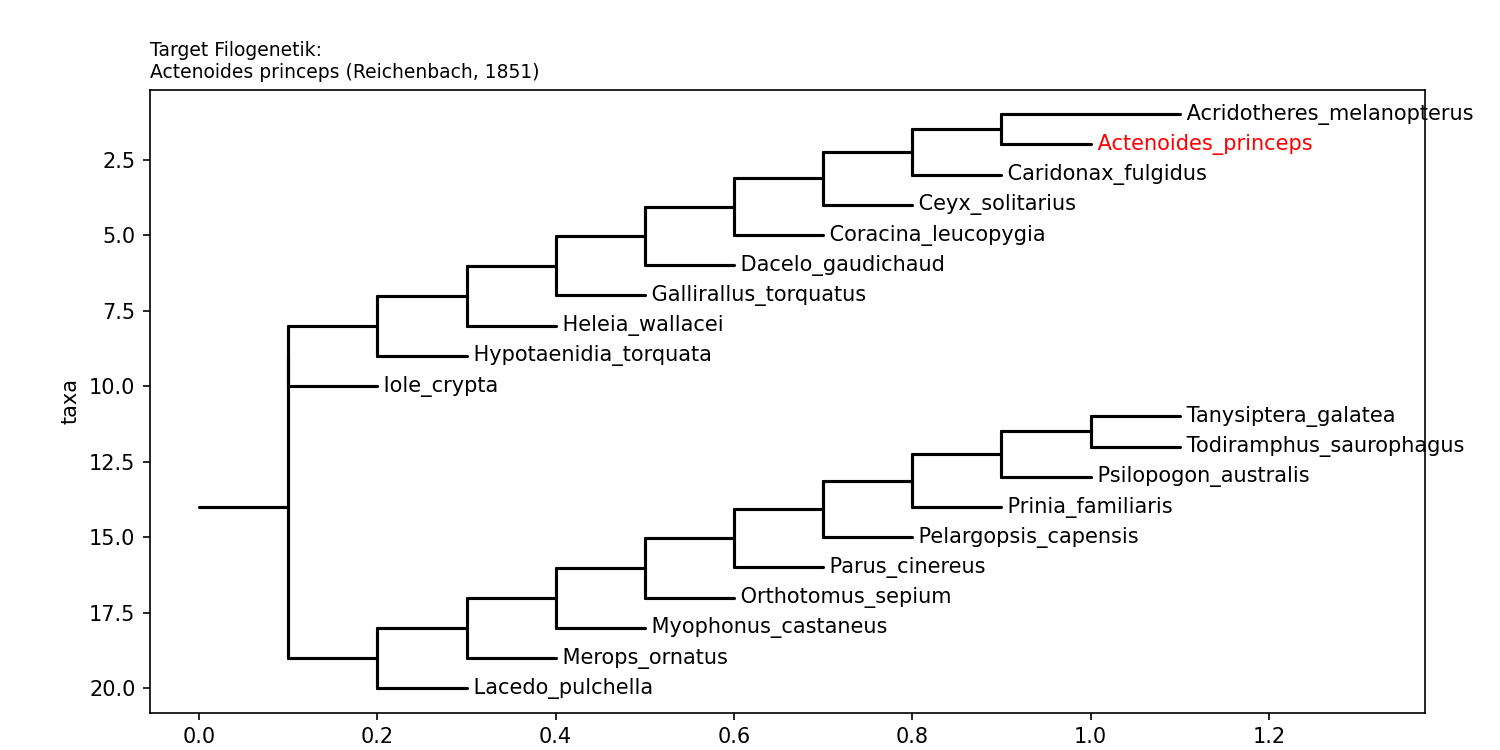 Target Filogenetik:
Actenoides princeps (Reichenbach, 1851)
Acridotheres_melanopterus
Actenoides_princeps
2.5
Caridonax_fulgidus
Ceyx_solitarius
5.0
Coracina_leucopygia
Dacelo_gaudichaud
Gallirallus_torquatus
7.5
Heleia_wallacei
Hypotaenidia_torquata
10.0
Iole_crypta
taxa
Tanysiptera_galatea
Todiramphus_saurophagus
12.5
Psilopogon_australis
Prinia_familiaris
15.0
Pelargopsis_capensis
Parus_cinereus
Orthotomus_sepium
17.5
Myophonus_castaneus
Merops_ornatus
20.0
Lacedo_pulchella
0.0 0.2 0.4 0.6 0.8 1.0 1.2